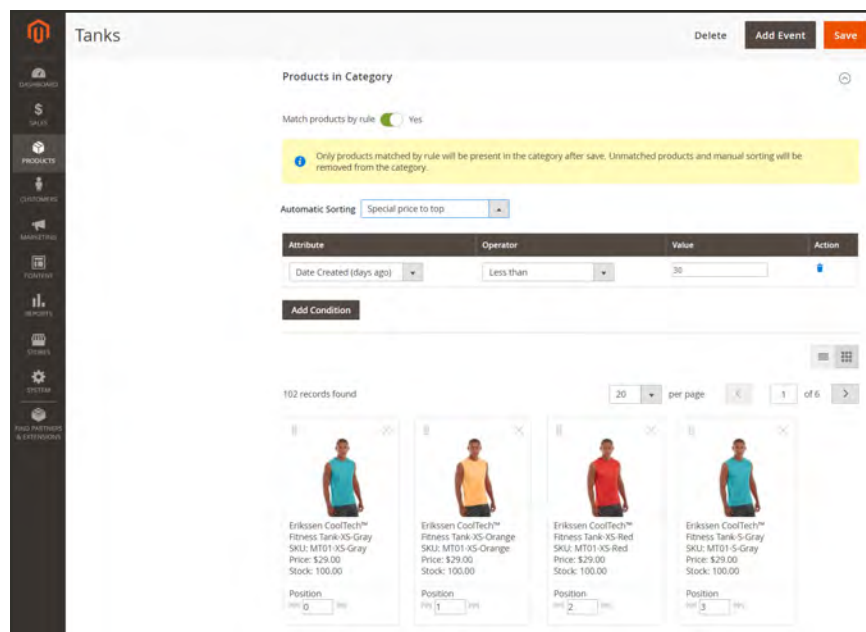 Tanks
Delete
Add Event
Save
DASHBOARD
SALES
PRODUCTS
CUSTOMERS
MARKETING
CONTENT
REPORTS
STORES
SYSTEM
FIND PARTNERS
& EXTENSIONS
Products in Category
Match products by rule Yes
Only products matched by rule will be present in the category after save. Unmatched products and manual sorting will be
removed from the category.
Automatic Sorting Special price to top
Attribute Operator Value Action
Date Created (days ago) Less than 30
Add Condition
102 records found 20 per page 1 of 6
Erikssen CoolTech™
Fitness Tank-XS-Gray
SKU: MT01-XS-Gray
Price: $29.00
Stock: 100.00
Position
0
Erikssen CoolTech™
Fitness Tank-XS-Orange
SKU: MT01-XS-Orange
Price: $29.00
Stock: 100.00
Position
1
Erikssen CoolTech™
Fitness Tank-XS-Red
SKU: MT01-XS-Red
Price: $29.00
Stock: 100.00
Position
2
Erikssen CoolTech™
Fitness Tank-S-Gray
SKU: MT01-S-Gray
Price: $29.00
Stock: 100.00
Position
3